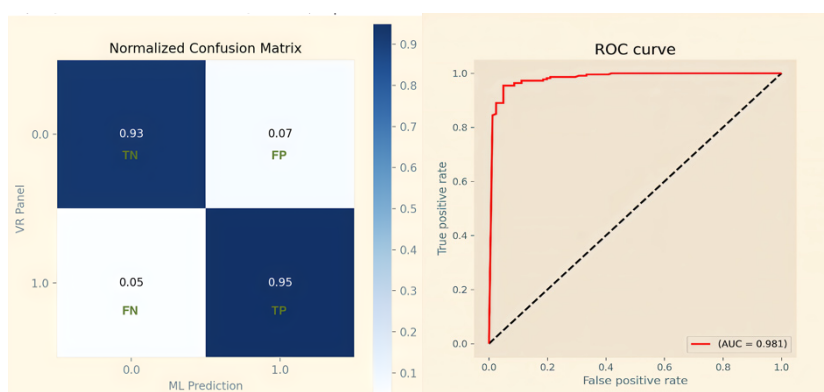 Normalized Confusion Matrix
0.9
0.8
0.7
0.6
0.5
0.4
0.3
0.2
0.1
VR Panel
0.0
1.0
0.93
TN
0.07
FP
0.05
FN
0.95
TP
0.0
1.0
ML Prediction
ROC curve
True positive rate
1.0
0.8
0.6
0.4
0.2
0.0
(AUC = 0.981)
0.0
0.2
0.4
0.6
0.8
1.0
False positive rate